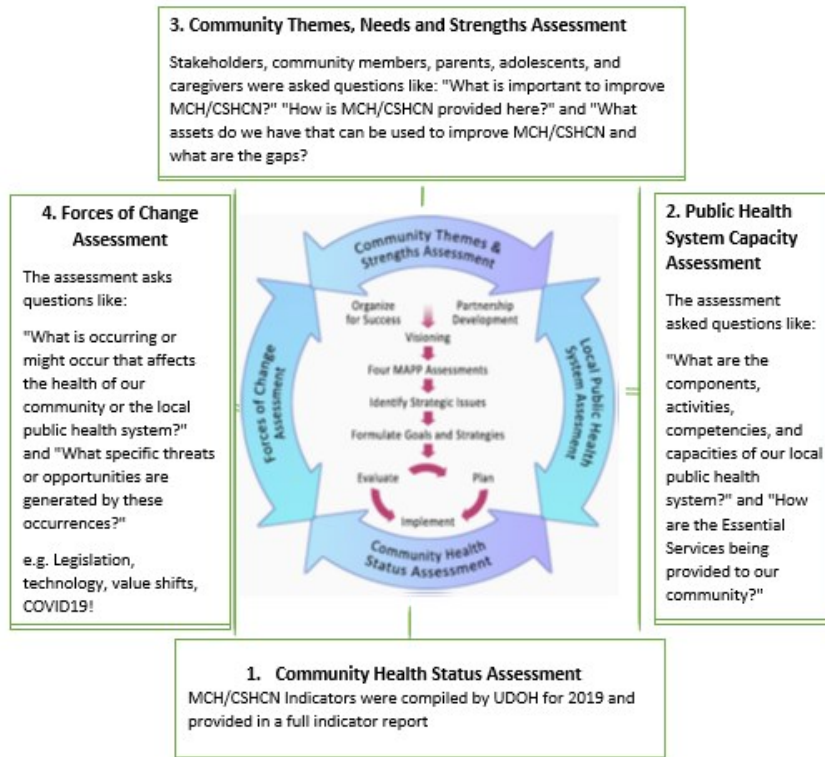 3. Community Themes, Needs and Strengths Assessment
Stakeholders, community members, parents, adolescents, and
caregivers were asked questions like: "What is important to improve
MCH/CSHCN?" "How is MCH/CSHCN provided here?" and "What
assets do we have that can be used to improve MCH/CSHCN and
what are the gaps?
4. Forces of Change
Assessment
The assessment asks
questions like:
"What is occurring or
might occur that affects
the health of our
community or the local
public health system?"
and "What specific threats
or opportunities are
generated by these
occurrences?"
e.g. Legislation,
technology, value shifts,
COVID19!
Community Themes &
Strengths Assessment
Forces of Change
Assessment
Organize
for Success
Partnership
Development
Visioning
Four MAPP Assessments
Identify Strategic Issues
Formulate Goals and Strategies
Evaluate
Plan
Implement
Local Public Health
System Assesment
Community Health
Status Assessment
2. Public Health
System Capacity
Assessment
The assessment
asked questions like:
"What are the
components,
activities,
competencies, and
capacities of our local
public health
system?" and "How
are the Essential
Services being
provided to our
community?"
1. Community Health Status Assessment
MCH/CSHCN Indicators were compiled by UDOH for 2019 and
provided in a full indicator report